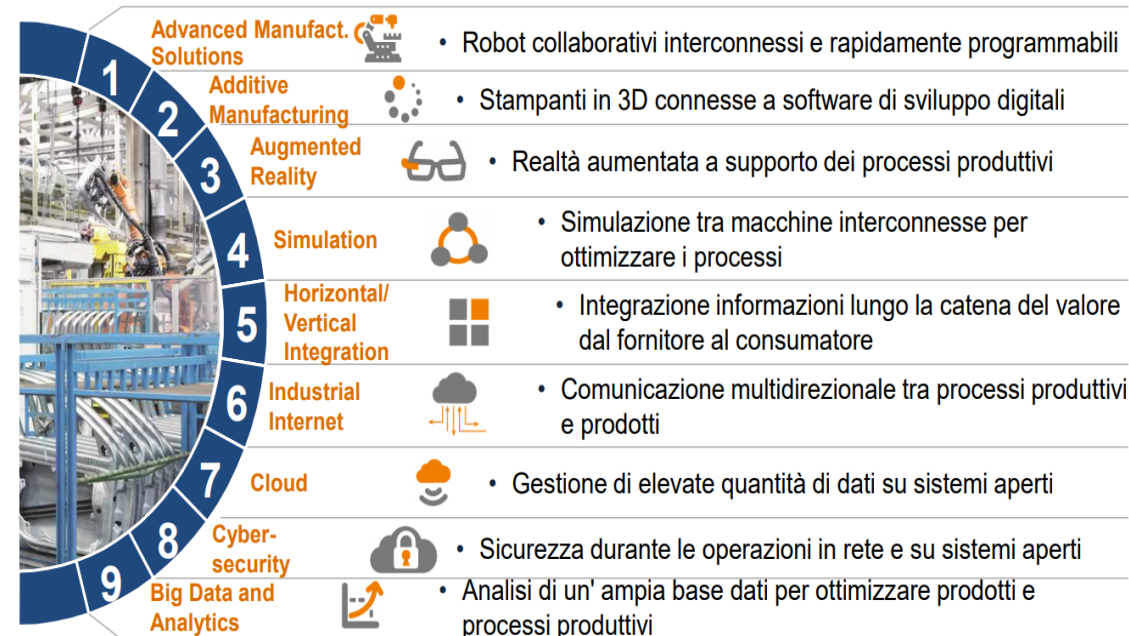 1
Advanced Manufact.
Solutions
• Robot collaborativi interconnessi e rapidamente programmabili
2
Additive
Manufacturing
• Stampanti in 3D connesse a software di sviluppo digitali
3
Augmented
Reality
• Realtà aumentata a supporto dei processi produttivi
4
Simulation
• Simulazione tra macchine interconnesse per
ottimizzare i processi
5
Horizontal/
Vertical
Integration
• Integrazione informazioni lungo la catena del valore
dal fornitore al consumatore
6
Industrial
Internet
• Comunicazione multidirezionale tra processi produttivi
e prodotti
7
Cloud
• Gestione di elevate quantità di dati su sistemi aperti
8
Cyber-
security
• Sicurezza durante le operazioni in rete e su sistemi aperti
9
Big Data and
Analytics
• Analisi di un' ampia base dati per ottimizzare prodotti e
processi produttivi